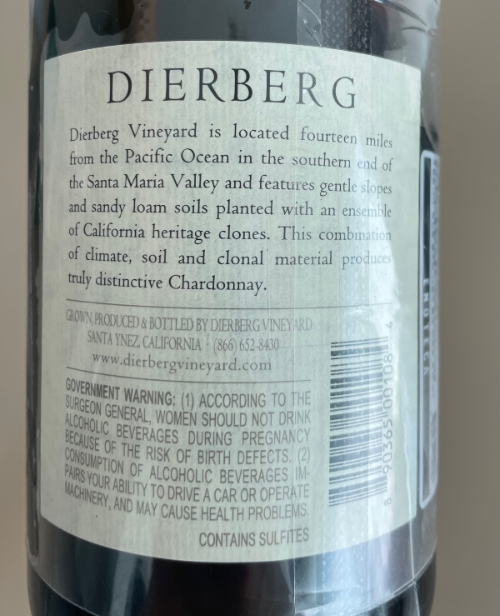 DIERBERG
Dierberg Vineyard is located fourteen miles
from the Pacific Ocean in the southern end of
the Santa Maria Valley and features gentle slopes
and sandy loam soils planted with an ensemble
of California heritage clones. This combination
of climate, soil and clonal material produces
truly distinctive Chardonnay.
GROWN, PRODUCED & BOTTLED BY DIERBERG VINEYARD
SANTA YNEZ, CALIFORNIA · (866) 652-8430
www.dierbergvineyard.com
GOVERNMENT WARNING: (1) ACCORDING TO THE
SURGEON GENERAL, WOMEN SHOULD NOT DRINK
ALCOHOLIC BEVERAGES DURING PREGNANCY
BECAUSE OF THE RISK OF BIRTH DEFECTS. (2)
CONSUMPTION OF ALCOHOLIC BEVERAGES IM-
PAIRS YOUR ABILITY TO DRIVE A CAR OR OPERATE
MACHINERY, AND MAY CAUSE HEALTH PROBLEMS.
CONTAINS SULFITES